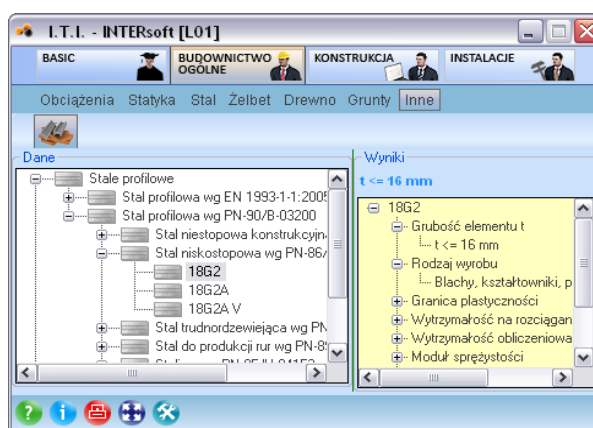 I.T.I. - INTERsoft [L01]
BASIC
BUDOWNICTWO OGÓLNE
KONSTRUKCJA
INSTALACJE
Obciążenia Statyka Stal Żelbet Drewno Grunty Inne
Dane
Stale profilowe
Stal profilowa wg EN 1993-1-1:2005
Stal profilowa wg PN-90/B-03200
Stal niestopowa konstrukcyjn
Stal niskostopowa wg PN-86/
18G2
18G2A
18G2A V
Stal trudnordzewiejąca wg PN
Stal do produkcji rur wg PN-8
Wyniki
t <= 16 mm
18G2
Grubość elementu t
t <= 16 mm
Rodzaj wyrobu
Blachy, kształtowniki, p
Granica plastyczności
Wytrzymałość na rozciągan
Wytrzymałość obliczeniowa
Moduł sprężystości